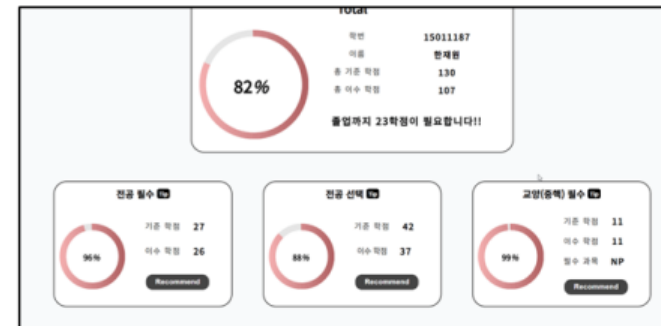 Total
학번 15011187
이름 한재원
총 기준 학점 130
총 이수 학점 107
82%
졸업까지 23학점이 필요합니다!!
전공 필수 Tip
기준 학점 27
96%
이수 학점 26
Recommend
전공 선택 Tip
기준 학점 42
88%
이수 학점 37
Recommend
교양(중핵) 필수 Tip
기준 학점 11
이수 학점 11
99%
필수 과목 NP
Recommend